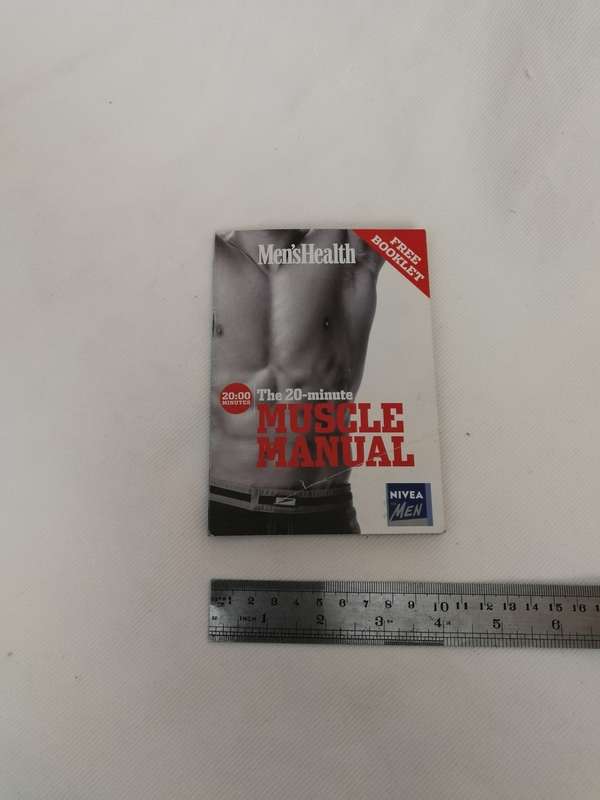 Men'sHealth
FREE
BOOKLET
20:00
MINUTES
The 20-minute
MUSCLE
MANUAL
NIVEA
MEN
1 2 3 4 5 6 7 8 9 10 11 12 13 14 15 16
INCH 1 2 3 4 5 6